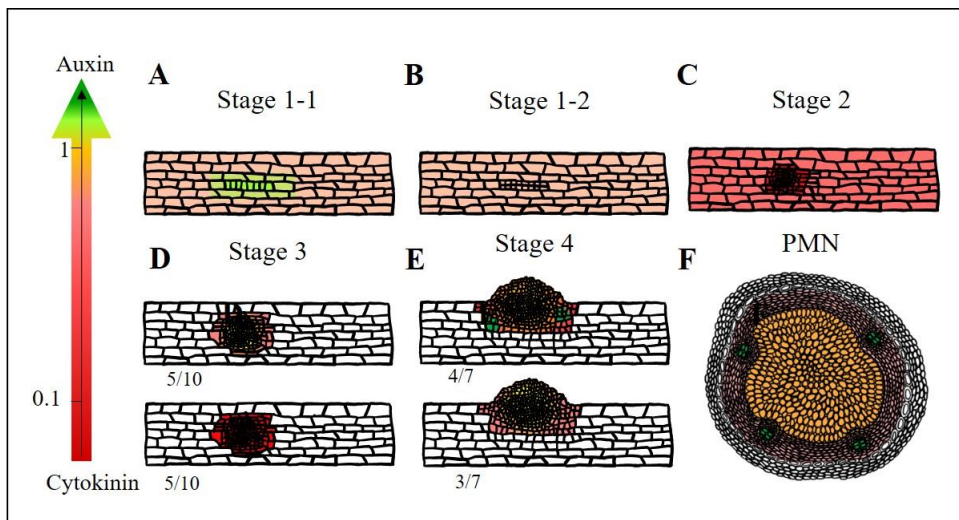 Auxin
1
0.1
Cytokinin
A
Stage 1-1
B
Stage 1-2
C
Stage 2
D
Stage 3
5/10
5/10
E
Stage 4
4/7
3/7
F
PMN